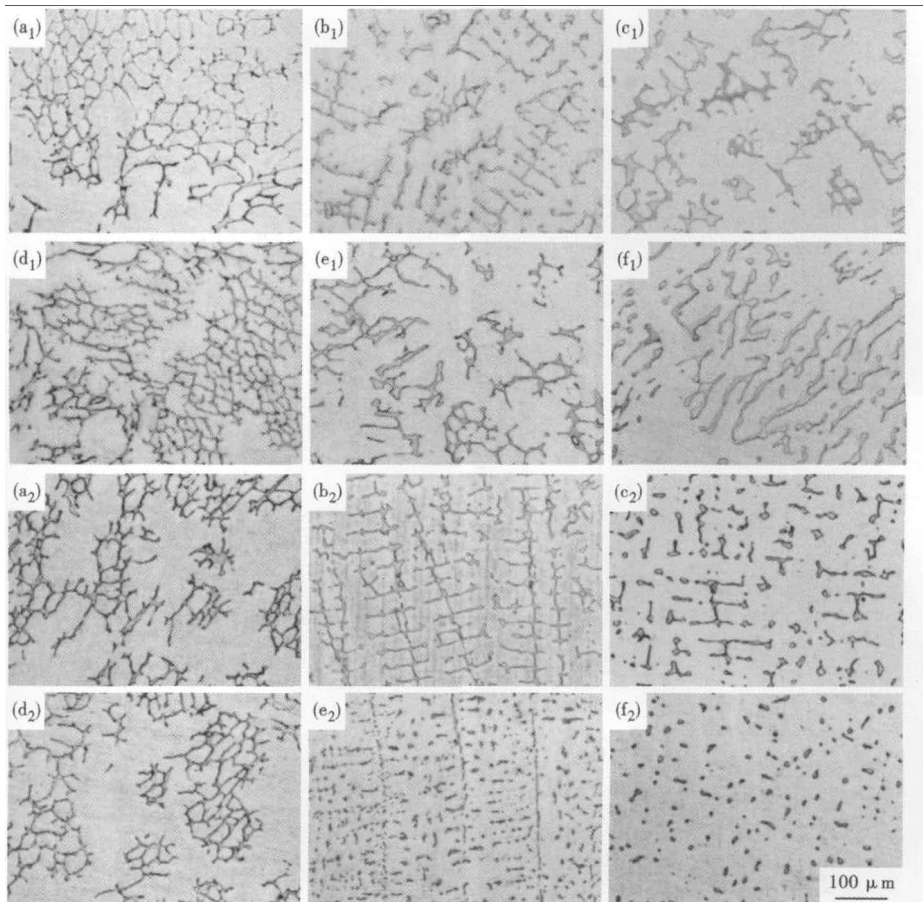 (a₁)
(b₁)
(c₁)
(d₁)
(e₁)
(f₁)
(a₂)
(b₂)
(c₂)
(d₂)
(e₂)
(f₂)
100 μm